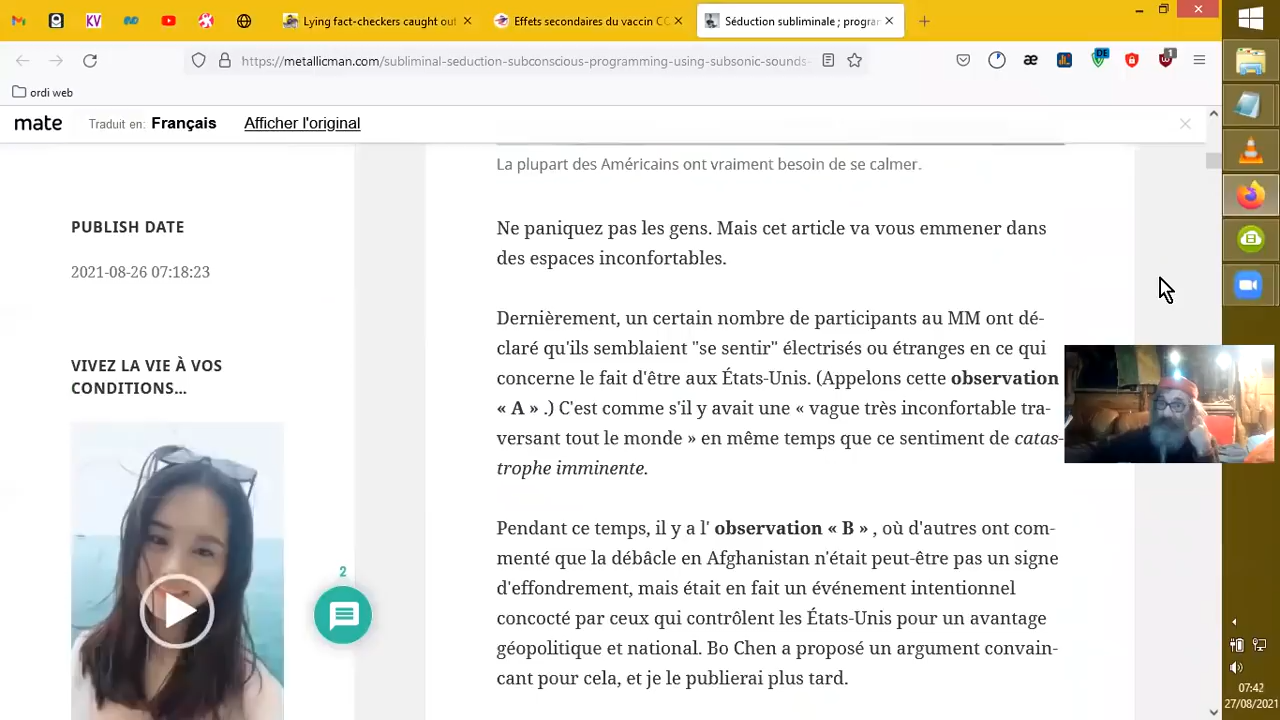 KV
Lying fact-checkers caught out
Effets secondaires du vaccin CO
Séduction subliminale ; program
https://metallicman.com/subliminal-seduction-subconscious-programming-using-subsonic-sounds-
æ
DE
1
ordi web
mate
Traduit en: Français
Afficher l'original
La plupart des Américains ont vraiment besoin de se calmer.
PUBLISH DATE
2021-08-26 07:18:23
VIVEZ LA VIE À VOS
CONDITIONS...
2
Ne paniquez pas les gens. Mais cet article va vous emmener dans
des espaces inconfortables.
Dernièrement, un certain nombre de participants au MM ont dé-
claré qu'ils semblaient "se sentir" électrisés ou étranges en ce qui
concerne le fait d'être aux États-Unis. (Appelons cette observation
« A » .) C'est comme s'il y avait une « vague très inconfortable tra-
versant tout le monde » en même temps que ce sentiment de catas-
trophe imminente.
Pendant ce temps, il y a l' observation « B » , où d'autres ont com-
menté que la débâcle en Afghanistan n'était peut-être pas un signe
d'effondrement, mais était en fait un événement intentionnel
concocté par ceux qui contrôlent les États-Unis pour un avantage
géopolitique et national. Bo Chen a proposé un argument convain-
cant pour cela, et je le publierai plus tard.
07:42
27/08/2021